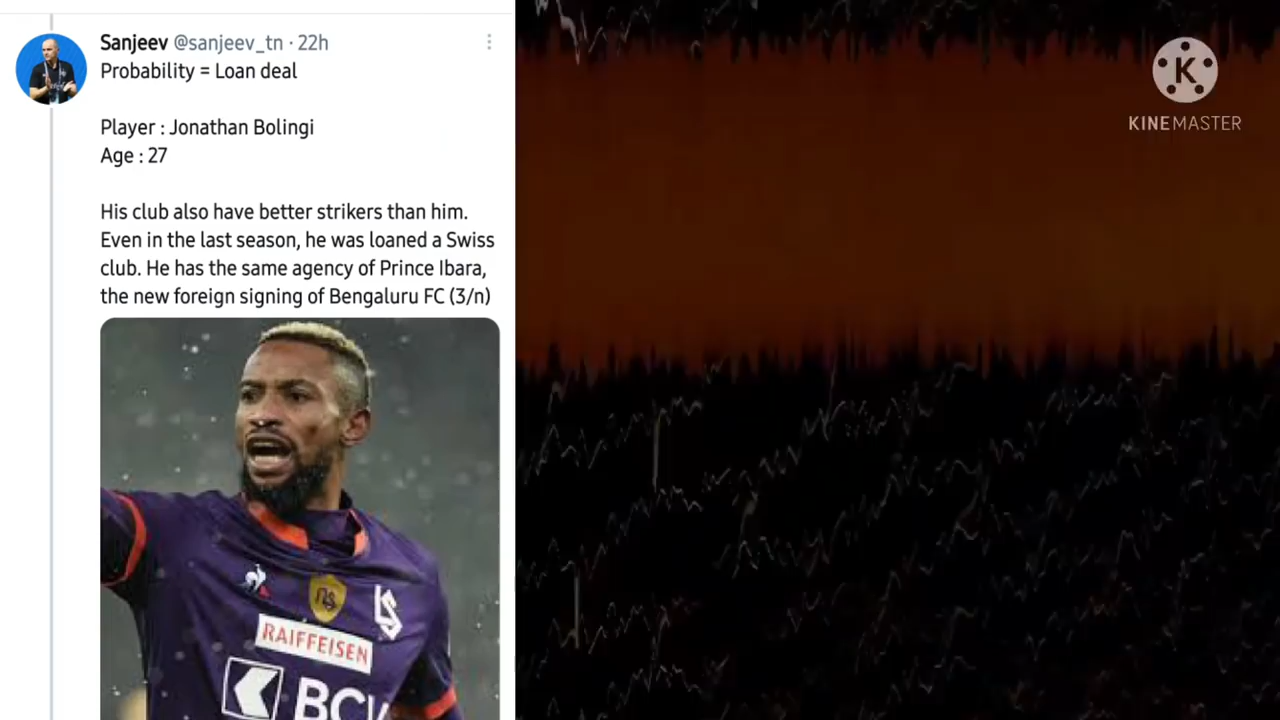 Sanjeev @sanjeev_tn · 22h
Probability = Loan deal
Player : Jonathan Bolingi
Age : 27
His club also have better strikers than him.
Even in the last season, he was loaned a Swiss
club. He has the same agency of Prince Ibara,
the new foreign signing of Bengaluru FC (3/n)
LS
RAIFFEISEN
K
KINEMASTER